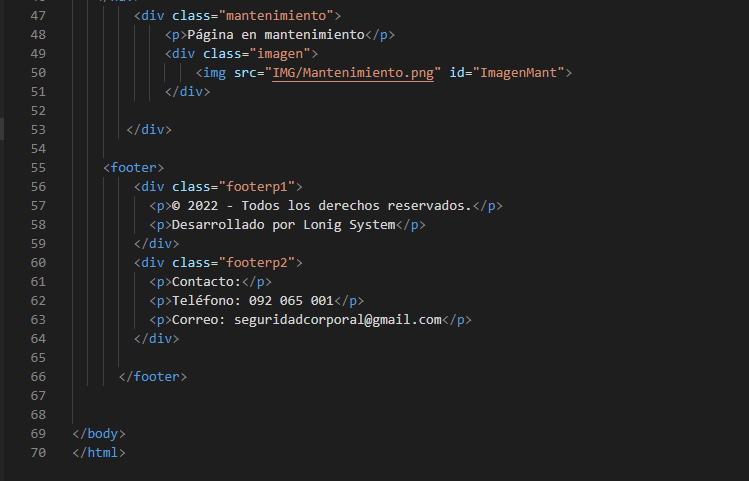 47 <div class="mantenimiento">
48 <p>Página en mantenimiento</p>
49 <div class="imagen">
50 <img src="IMG/Mantenimiento.png" id="ImagenMant">
51 </div>
52
53 </div>
54
55 <footer>
56 <div class="footerp1">
57 <p>© 2022 - Todos los derechos reservados.</p>
58 <p>Desarrollado por Lonig System</p>
59 </div>
60 <div class="footerp2">
61 <p>Contacto:</p>
62 <p>Teléfono: 092 065 001</p>
63 <p>Correo: seguridadcorporal@gmail.com</p>
64 </div>
65
66 </footer>
67
68
69 </body>
70 </html>